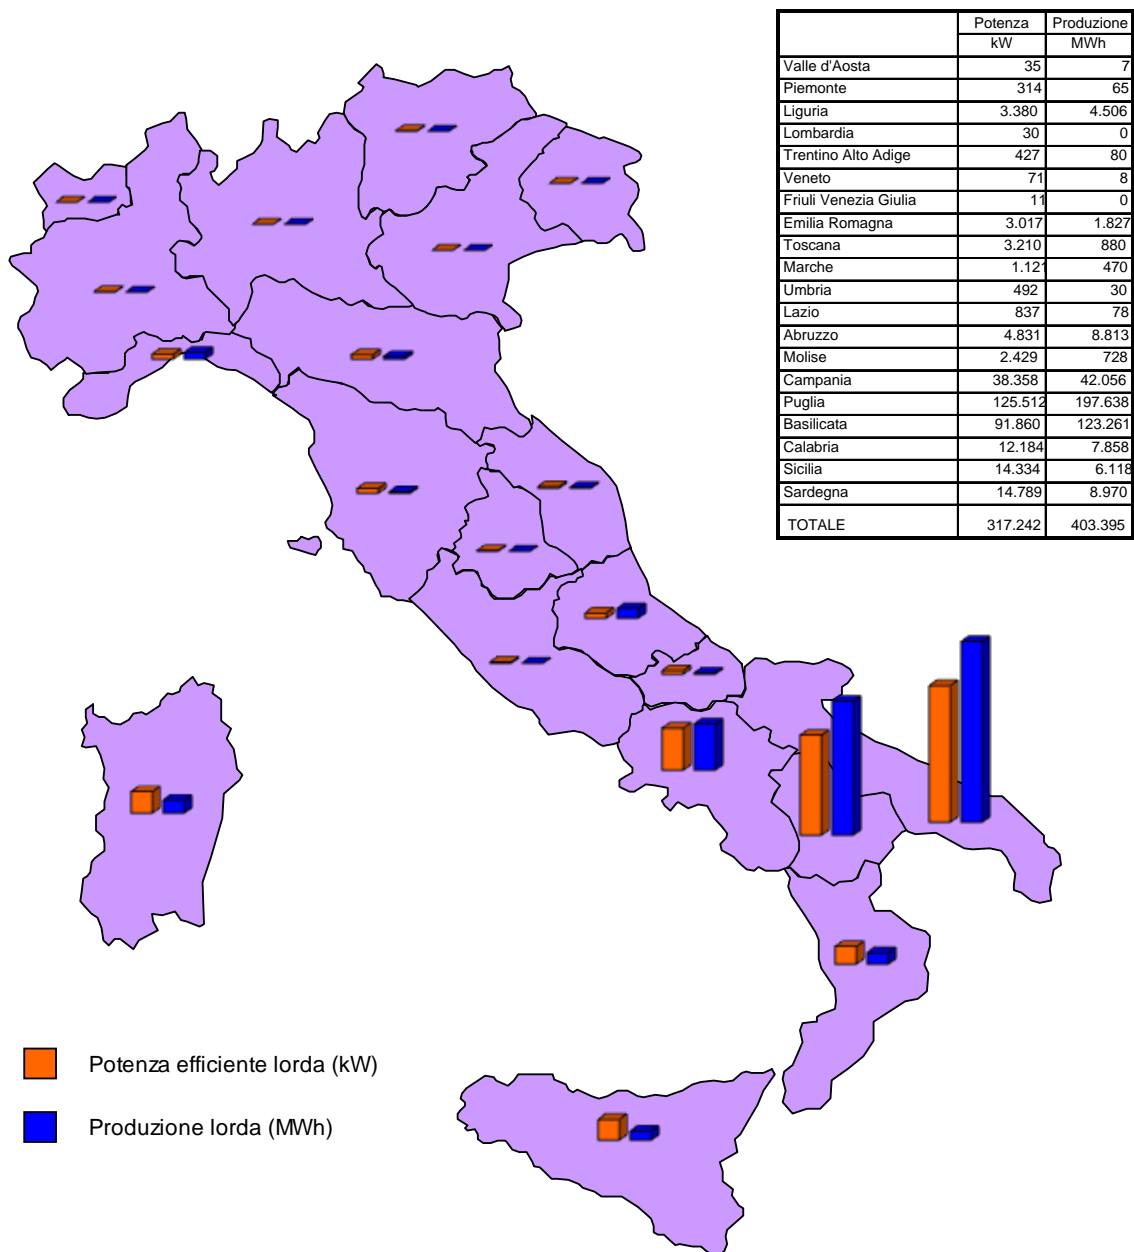 Potenza Produzione
kW MWh
Valle d'Aosta 35 7
Piemonte 314 65
Liguria 3.380 4.506
Lombardia 30 0
Trentino Alto Adige 427 80
Veneto 71 8
Friuli Venezia Giulia 11 0
Emilia Romagna 3.017 1.827
Toscana 3.210 880
Marche 1.121 470
Umbria 492 30
Lazio 837 78
Abruzzo 4.831 8.813
Molise 2.429 728
Campania 38.358 42.056
Puglia 125.512 197.638
Basilicata 91.860 123.261
Calabria 12.184 7.858
Sicilia 14.334 6.118
Sardegna 14.789 8.970
TOTALE 317.242 403.395
Potenza efficiente lorda (kW)
Produzione lorda (MWh)